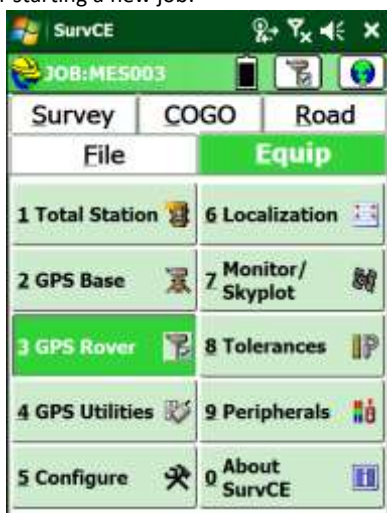 r starting a new job.
SurvCE
JOB:MES003
Survey COGO Road
File Equip
1 Total Station 6 Localization
2 GPS Base 7 Monitor/
Skyplot
3 GPS Rover 8 Tolerances
4 GPS Utilities 9 Peripherals
5 Configure 0 About
SurvCE